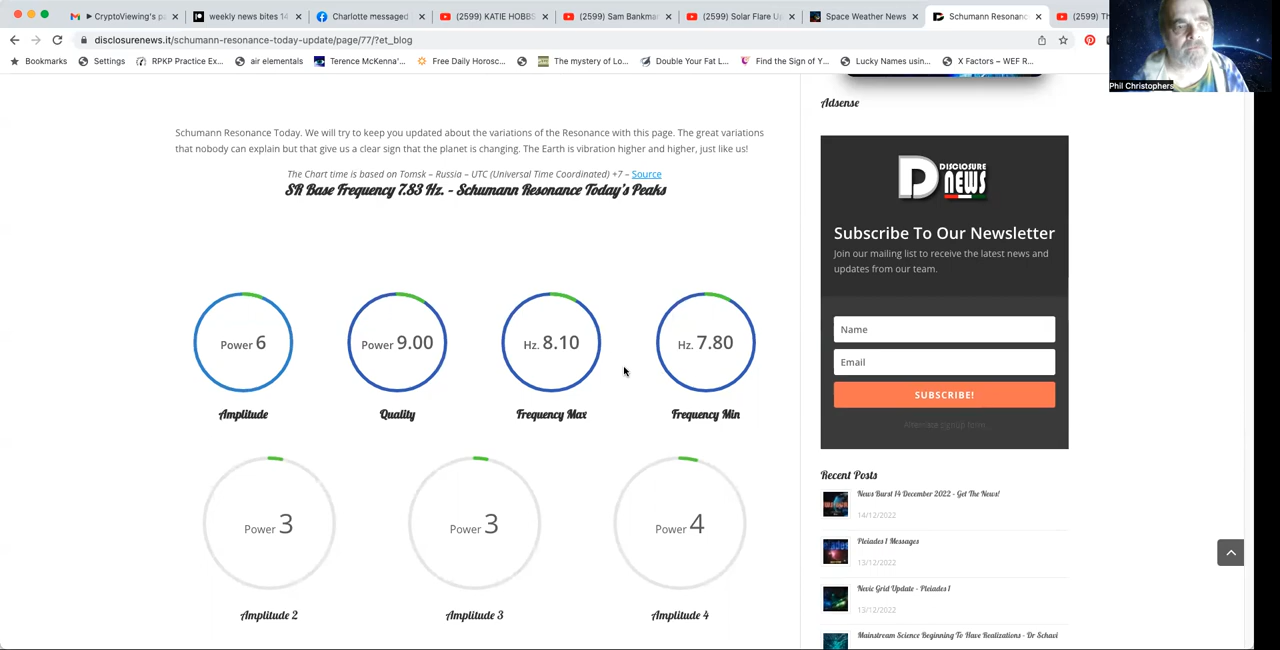 ▶ CryptoViewing's p
weekly news bites 14
Charlotte messaged
(2599) KATIE HOBBS
(2599) Sam Bankma
(2599) Solar Flare U
Space Weather News
Schumann Resonanc
(2599) Th
disclosurenews.it/schumann-resonance-today-update/page/77/?et_blog
Bookmarks
Settings
RPKP Practice Ex...
air elementals
Terence McKenna'...
Free Daily Horosc...
The mystery of Lo...
Double Your Fat L...
Find the Sign of Y...
Lucky Names usin...
X Factors – WEF R...
Phil Christophers
Schumann Resonance Today. We will try to keep you updated about the variations of the Resonance with this page. The great variations
that nobody can explain but that give us a clear sign that the planet is changing. The Earth is vibration higher and higher, just like us!
The Chart time is based on Tomsk – Russia – UTC (Universal Time Coordinated) +7 – Source
SR Base Frequency 7.83 Hz. – Schumann Resonance Today's Peaks
Power 6
Power 9.00
Hz. 8.10
Hz. 7.80
Amplitude
Quality
Frequency Max
Frequency Min
Power 3
Power 3
Power 4
Amplitude 2
Amplitude 3
Amplitude 4
Adsense
DISCLOSURE
NEWS
Subscribe To Our Newsletter
Join our mailing list to receive the latest news and
updates from our team.
Name
Email
SUBSCRIBE!
Recent Posts
News Burst 14 December 2022 – Get The News!
14/12/2022
Pleiades 1 Messages
13/12/2022
Nevic Grid Update – Pleiades 1
13/12/2022
Mainstream Science Beginning To Have Realizations – Dr Schavi